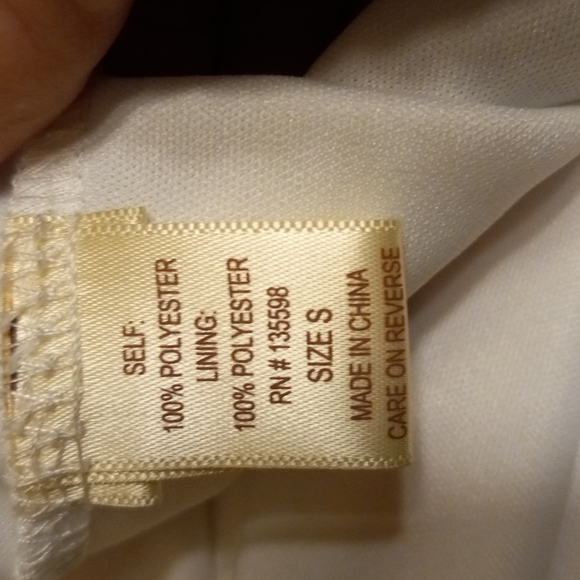 SELF:
100% POLYESTER
LINING:
100% POLYESTER
RN # 135598
SIZE S
MADE IN CHINA
CARE ON REVERSE